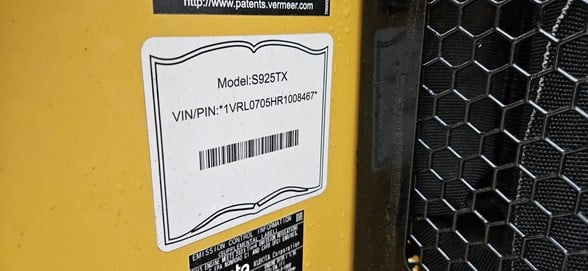 http://www.patents.vermeer.com
Model:S925TX
VIN/PIN:*1VRL0705HR1008467*
EMISSION CONTROL INFORMATION
KUBOTA Corporation